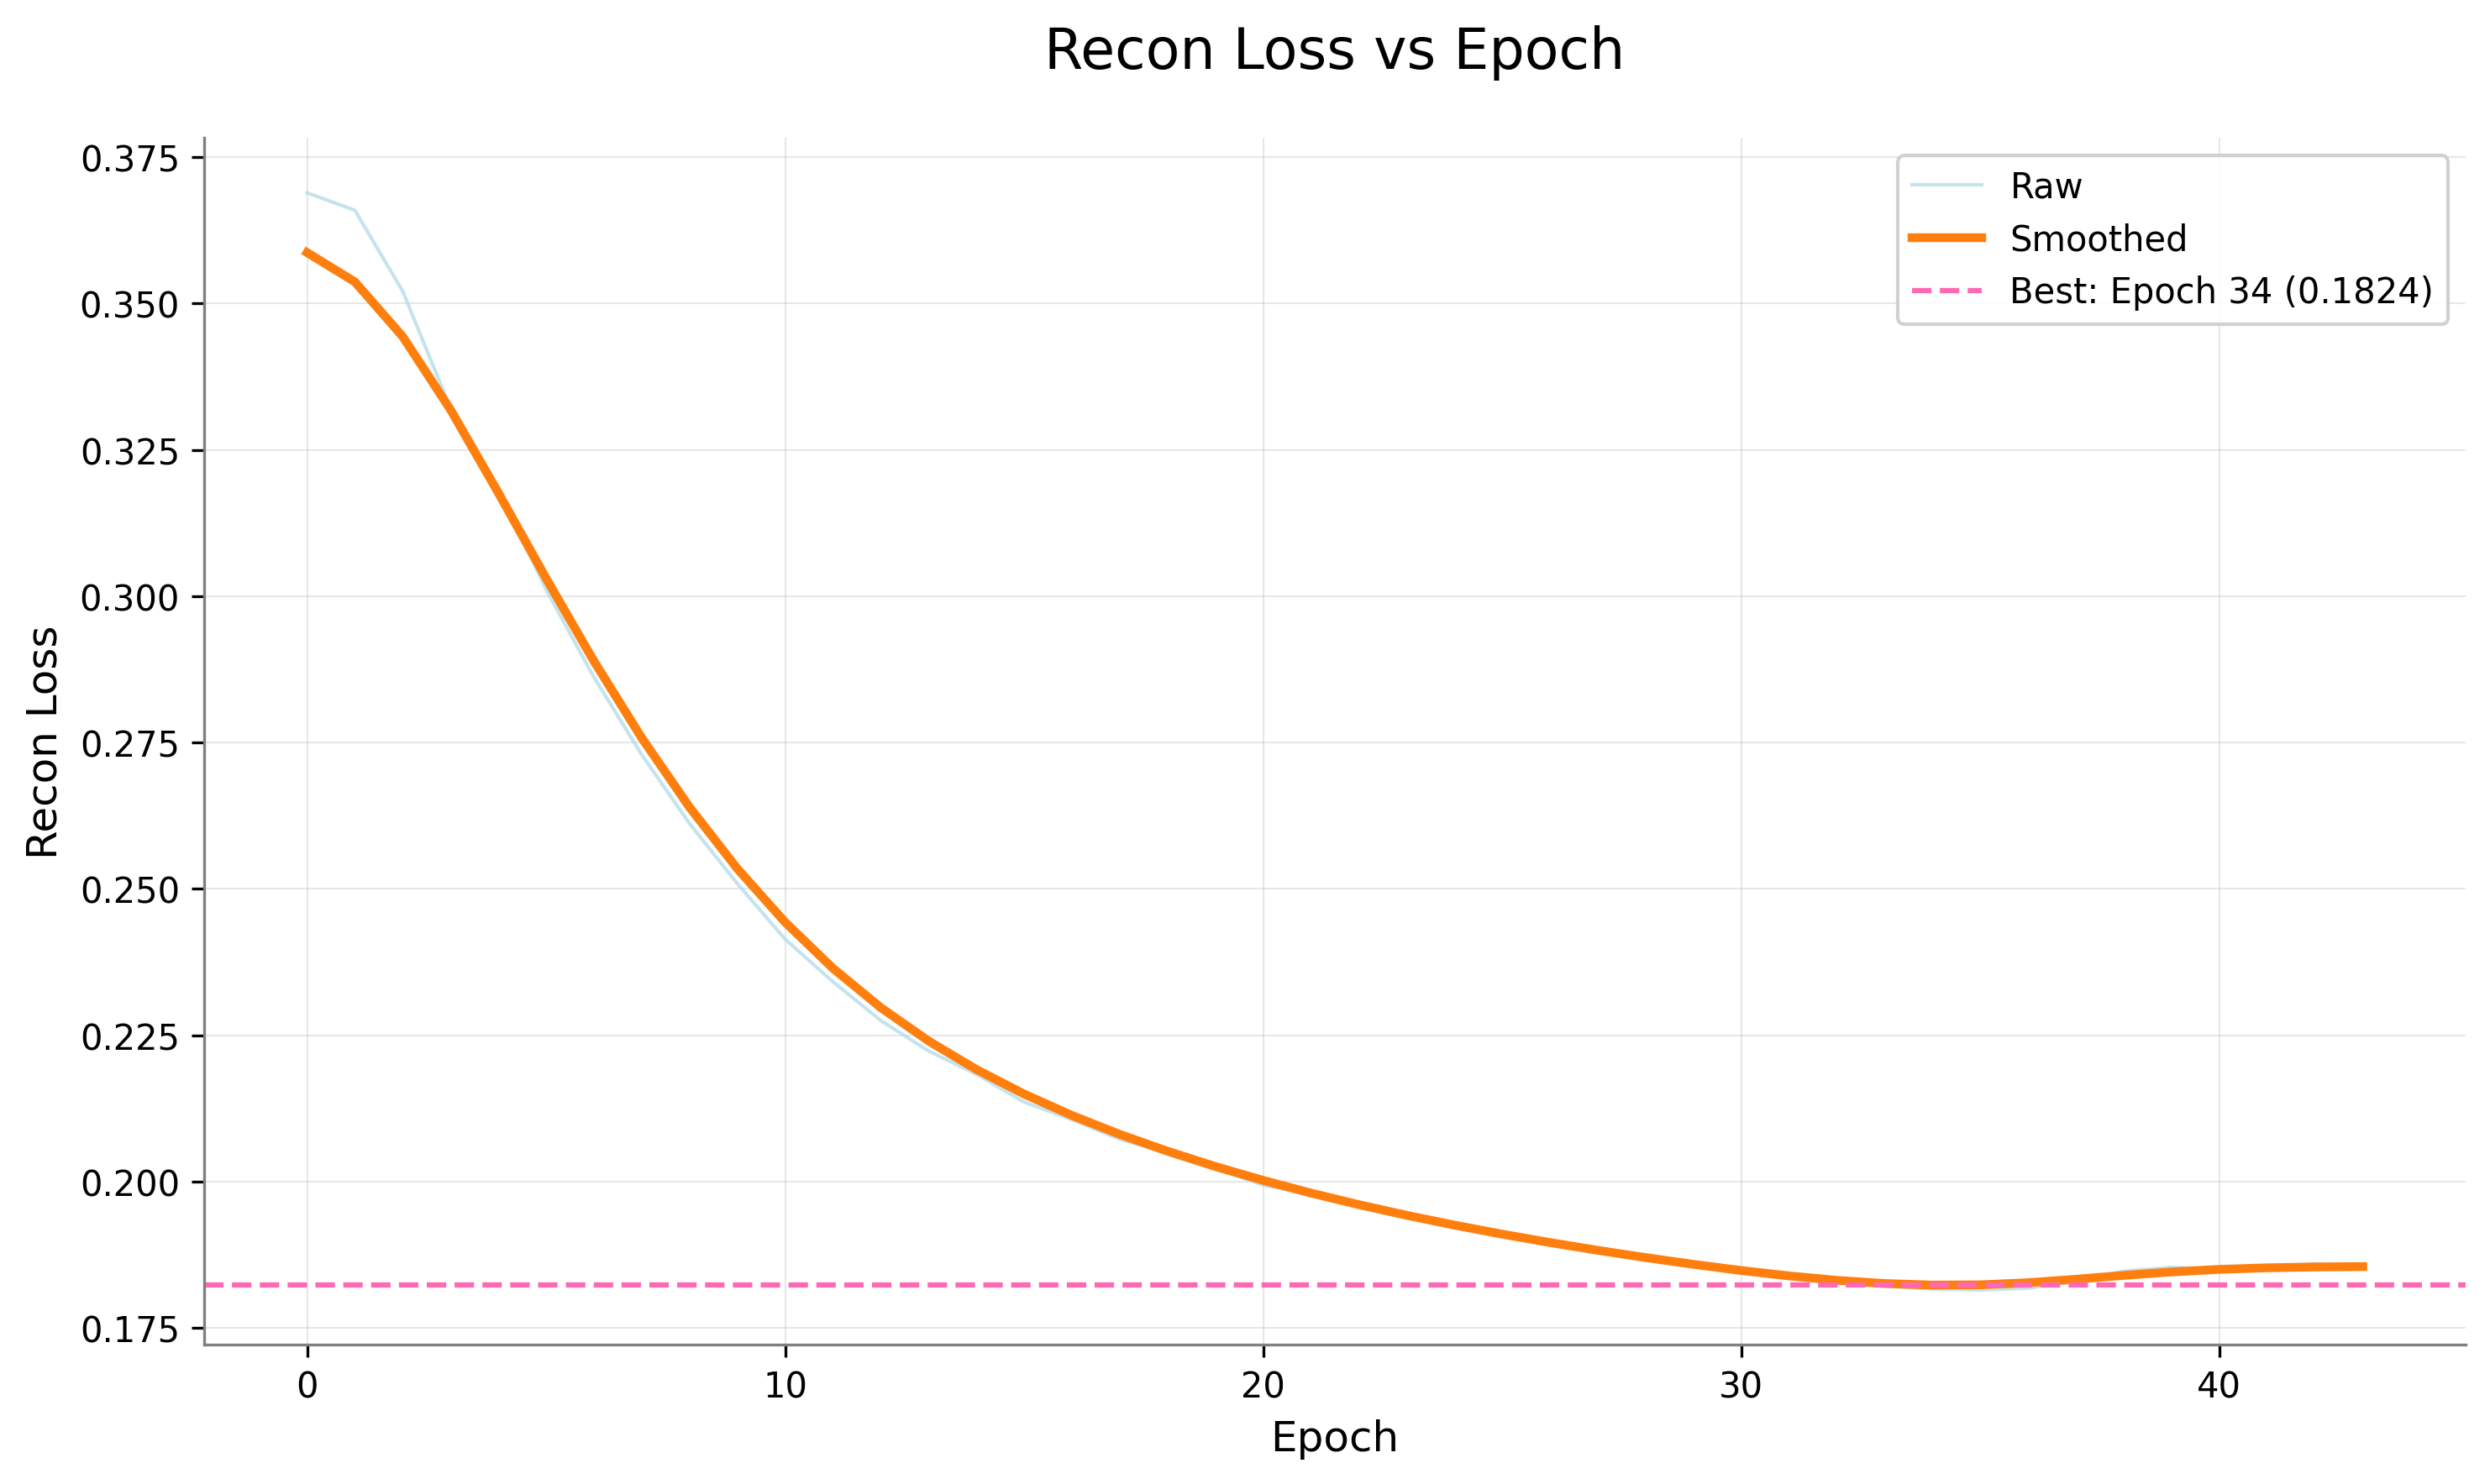 Recon Loss vs Epoch
Raw
Smoothed
Best: Epoch 34 (0.1824)
Recon Loss
0.375
0.350
0.325
0.300
0.275
0.250
0.225
0.200
0.175
0 10 20 30 40
Epoch